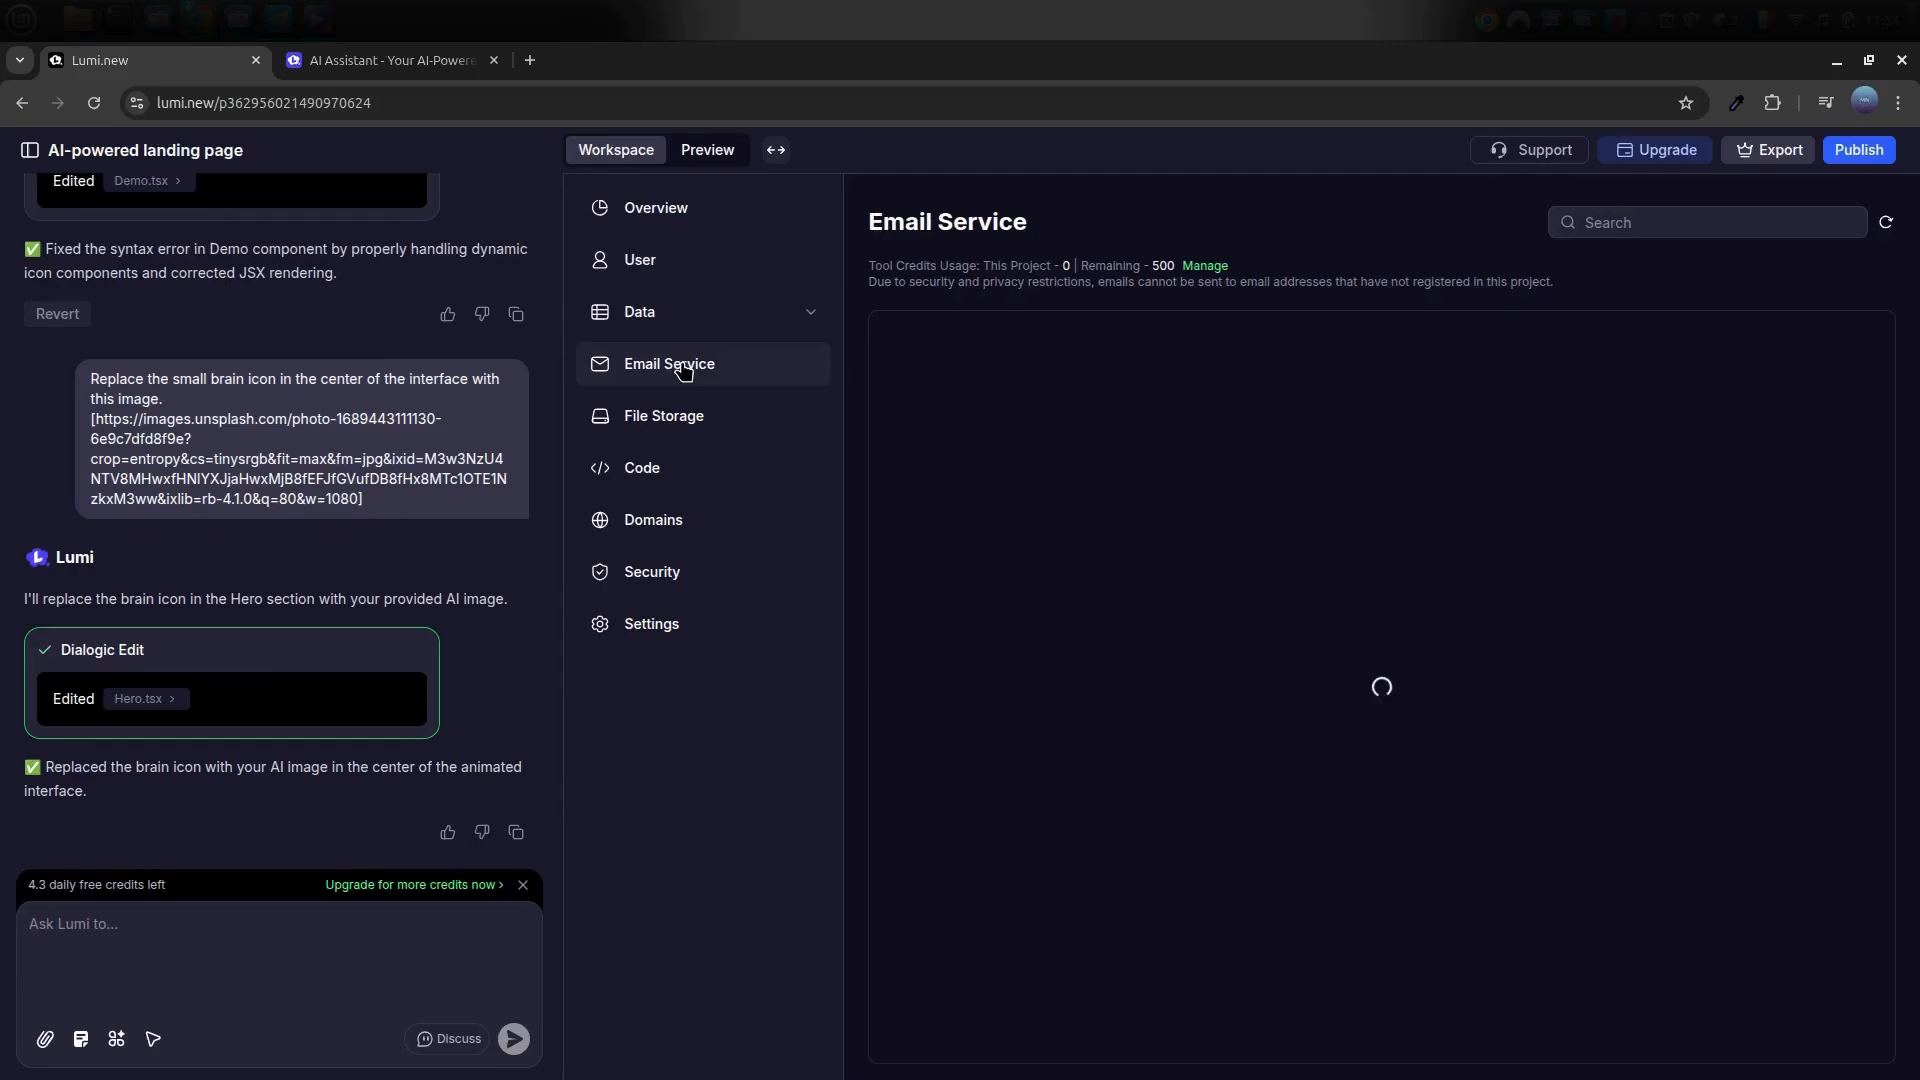 Lumi.new
AI Assistant - Your AI-Powere
lumi.new/p362956021490970624
AI-powered landing page
Workspace
Preview
Support
Upgrade
Export
Publish
Edited Demo.tsx
✅ Fixed the syntax error in Demo component by properly handling dynamic
icon components and corrected JSX rendering.
Revert
Replace the small brain icon in the center of the interface with
this image.
[https://images.unsplash.com/photo-1689443111130-
6e9c7dfd8f9e?
crop=entropy&cs=tinysrgb&fit=max&fm=jpg&ixid=M3w3NzU4
NTV8MHwxfHNlYXJjaHwxMjB8fEFJfGVufDB8fHx8MTc1OTE1N
zkxM3ww&ixlib=rb-4.1.0&q=80&w=1080]
Lumi
I'll replace the brain icon in the Hero section with your provided AI image.
Dialogic Edit
Edited Hero.tsx
✅ Replaced the brain icon with your AI image in the center of the animated
interface.
4.3 daily free credits left
Upgrade for more credits now
Ask Lumi to...
Discuss
Overview
User
Data
Email Service
File Storage
Code
Domains
Security
Settings
Email Service
Search
Tool Credits Usage: This Project - 0 | Remaining - 500 Manage
Due to security and privacy restrictions, emails cannot be sent to email addresses that have not registered in this project.